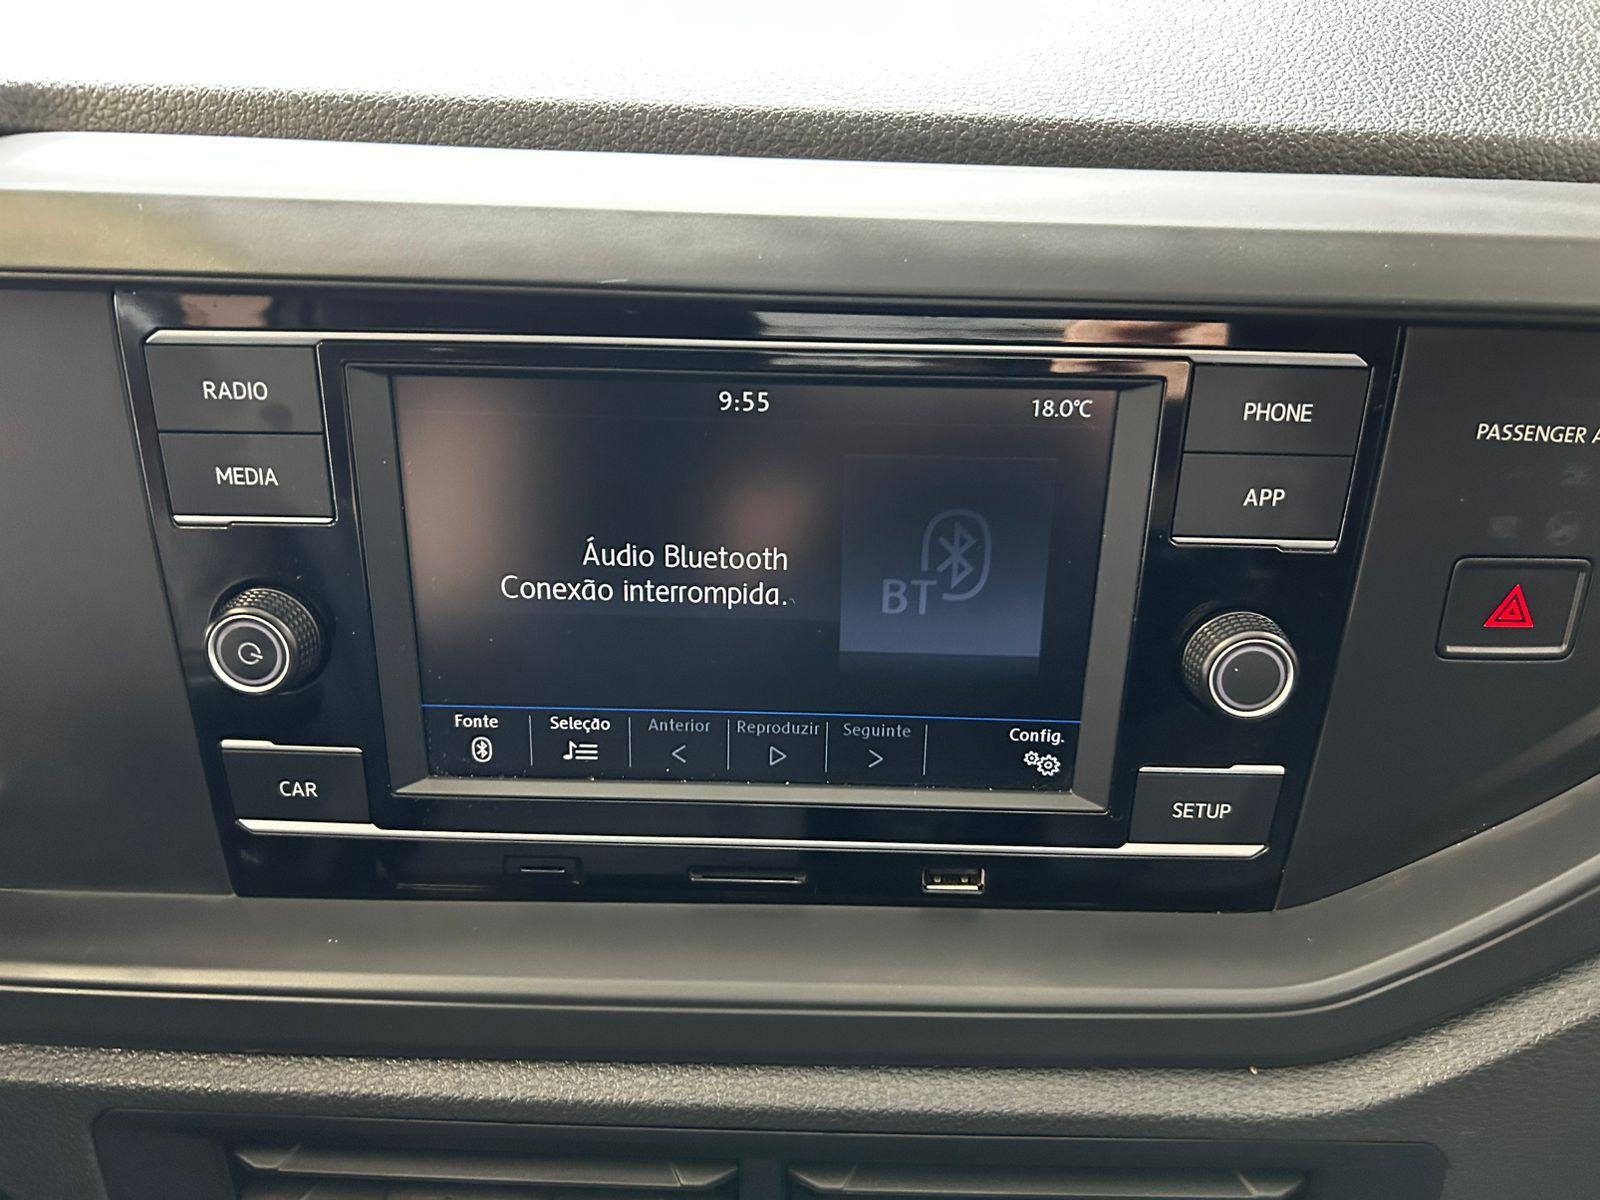 RADIO
MEDIA
9:55
18.0°C
PHONE
APP
PASSENGER
Áudio Bluetooth
Conexão interrompida.
BT
Fonte
Seleção
Anterior
Reproduzir
Seguinte
Config.
CAR
SETUP